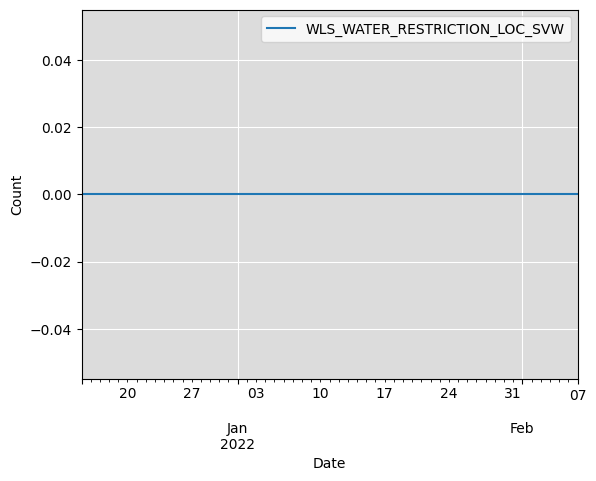 WLS_WATER_RESTRICTION_LOC_SVW
0.04
0.02
0.00
−0.02
−0.04
Count
20 27 03 10 17 24 31 07
Jan Feb
2022
Date